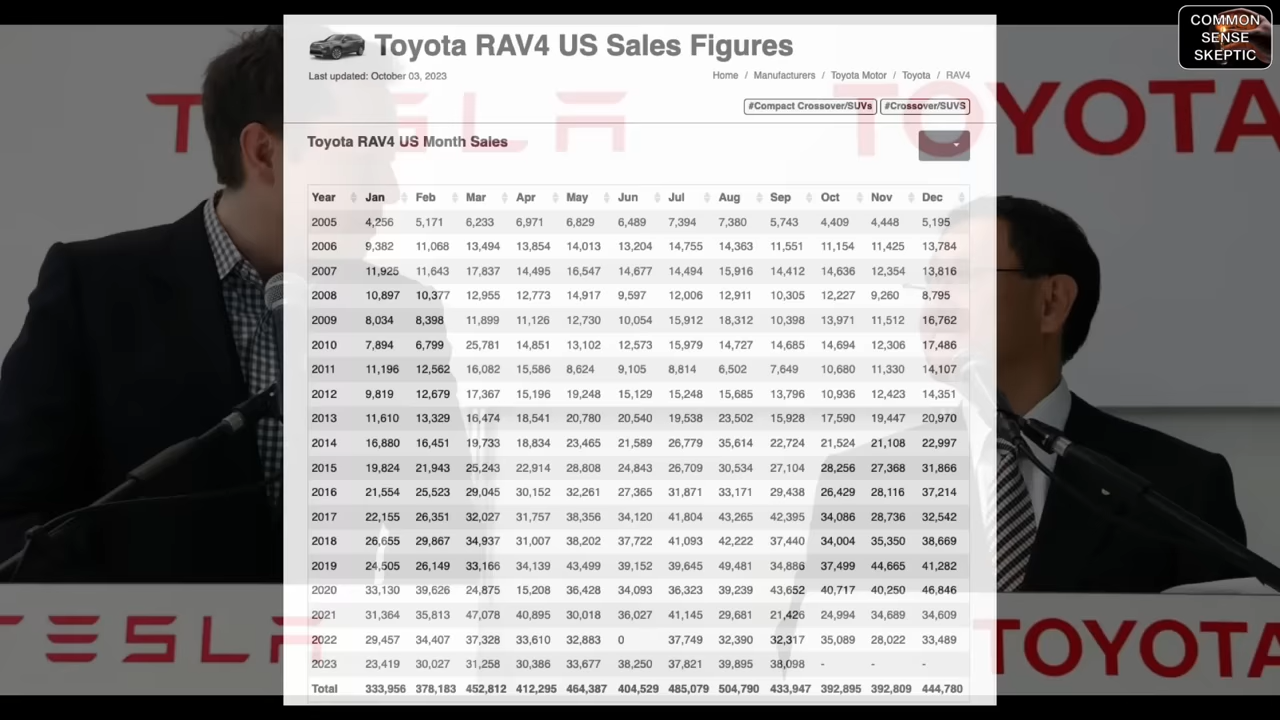 COMMON
SENSE
SKEPTIC
Toyota RAV4 US Sales Figures
Last updated: October 03, 2023
Home / Manufacturers / Toyota Motor / Toyota / RAV4
#Compact Crossover/SUVs #Crossover/SUVS
TESLA
TOYOTA
Toyota RAV4 US Month Sales
Year Jan Feb Mar Apr May Jun Jul Aug Sep Oct Nov Dec
2005 4,256 5,171 6,233 6,971 6,829 6,489 7,394 7,380 5,743 4,409 4,448 5,195
2006 9,382 11,068 13,494 13,854 14,013 13,204 14,755 14,363 11,551 11,154 11,425 13,784
2007 11,925 11,643 17,837 14,495 16,547 14,677 14,494 15,916 14,412 14,636 12,354 13,816
2008 10,897 10,377 12,955 12,773 14,917 9,597 12,006 12,911 10,305 12,227 9,260 8,795
2009 8,034 8,398 11,899 11,126 12,730 10,054 15,912 18,312 10,398 13,971 11,512 16,762
2010 7,894 6,799 25,781 14,851 13,102 12,573 15,979 14,727 14,685 14,694 12,306 17,486
2011 11,196 12,562 16,082 15,586 8,624 9,105 8,814 6,502 7,649 10,680 11,330 14,107
2012 9,819 12,679 17,367 15,196 19,248 15,129 15,248 15,685 13,796 10,936 12,423 14,351
2013 11,610 13,329 16,474 18,541 20,780 20,540 19,538 23,502 15,928 17,590 19,447 20,970
2014 16,880 16,451 19,733 18,834 23,465 21,589 26,779 35,614 22,724 21,524 21,108 22,997
2015 19,824 21,943 25,243 22,914 28,808 24,843 26,709 30,534 27,104 28,256 27,368 31,866
2016 21,554 25,523 29,045 30,152 32,261 27,365 31,871 33,171 29,438 26,429 28,116 37,214
2017 22,155 26,351 32,027 31,757 38,356 34,120 41,804 43,265 42,395 34,086 28,736 32,542
2018 26,655 29,867 34,937 31,007 38,202 37,722 41,093 42,222 37,440 34,004 35,350 38,669
2019 24,505 26,149 33,166 34,139 43,499 39,152 39,645 49,481 34,886 37,499 44,665 41,282
2020 33,130 39,626 24,875 15,208 36,428 34,093 36,323 39,239 43,652 40,717 40,250 46,846
2021 31,364 35,813 47,078 40,895 30,018 36,027 41,145 29,681 21,426 24,994 34,689 34,609
2022 29,457 34,407 37,328 33,610 32,883 0 37,749 32,390 32,317 35,089 28,022 33,489
2023 23,419 30,027 31,258 30,386 33,677 38,250 37,821 39,895 38,098 - - -
Total 333,956 378,183 452,812 412,295 464,387 404,529 485,079 504,790 433,947 392,895 392,809 444,780
TESLA
TOYOTA